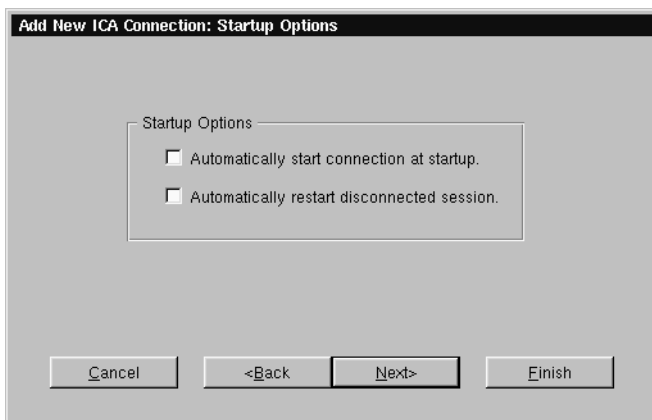 Add New ICA Connection: Startup Options
Startup Options
Automatically start connection at startup.
Automatically restart disconnected session.
Cancel
<Back
Next>
Finish